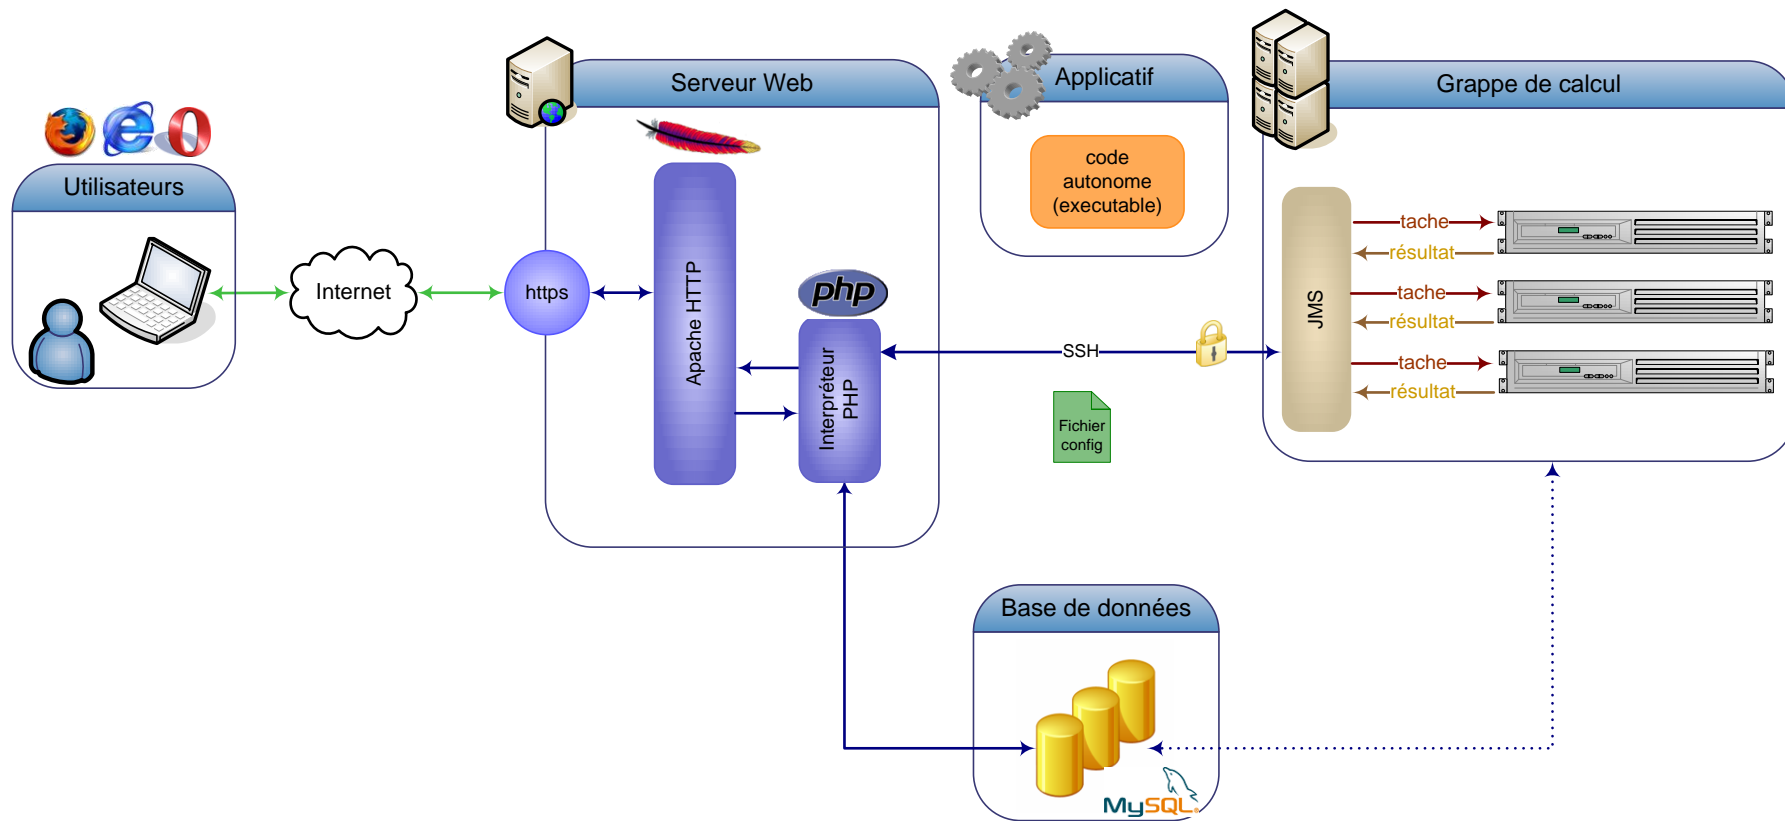 Serveur Web
Applicatif
Grappe de calcul
Utilisateurs
code
autonome
(executable)
tache
résultat
tache
résultat
tache
résultat
JMS
Internet
https
Apache HTTP
php
Interpréteur
PHP
SSH
Fichier
config
Base de données
MySQL